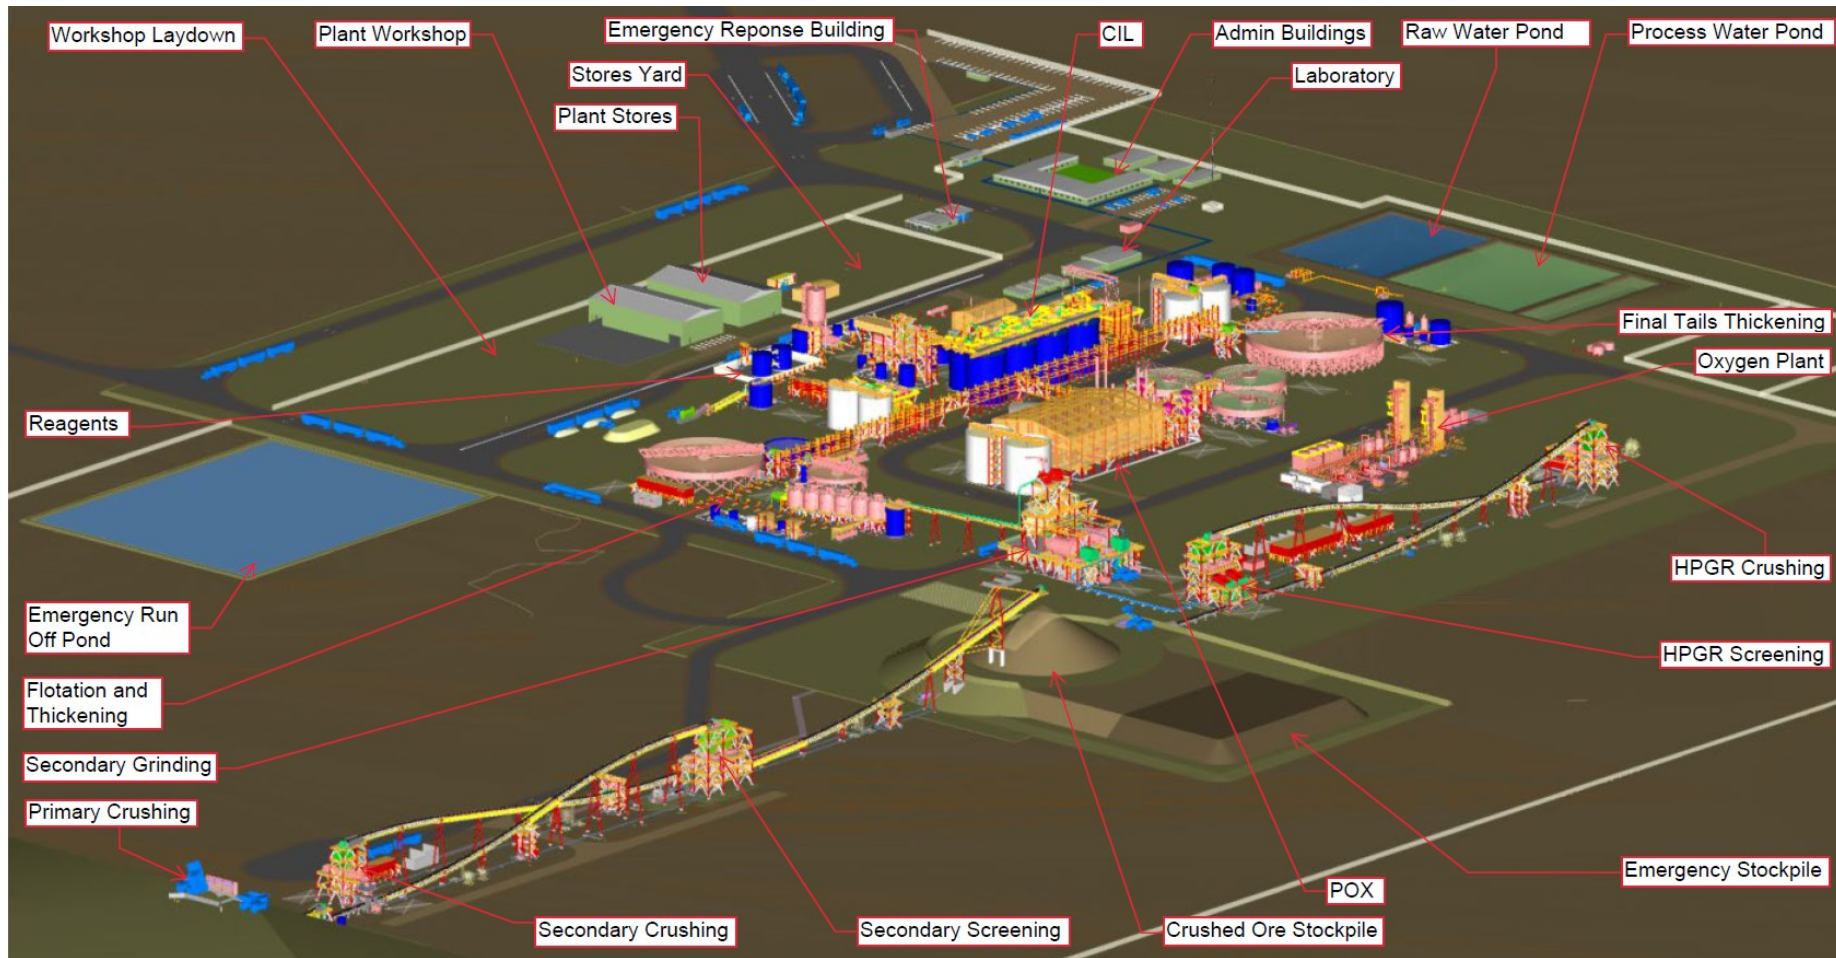 Workshop Laydown
Plant Workshop
Emergency Reponse Building
CIL
Admin Buildings
Raw Water Pond
Process Water Pond
Stores Yard
Laboratory
Plant Stores
Final Tails Thickening
Oxygen Plant
Reagents
HPGR Crushing
Emergency Run
Off Pond
HPGR Screening
Flotation and
Thickening
Secondary Grinding
Primary Crushing
Emergency Stockpile
POX
Secondary Crushing
Secondary Screening
Crushed Ore Stockpile